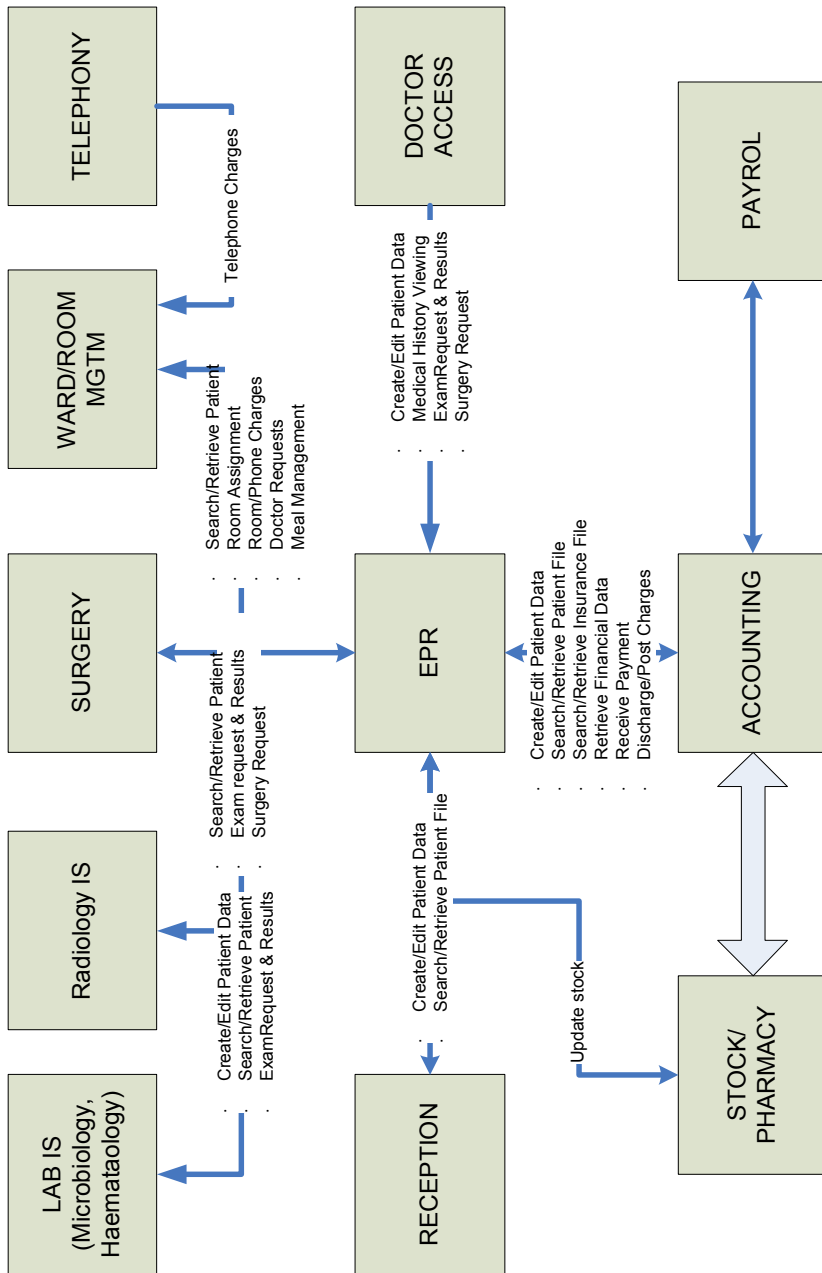 TELEPHONY
Telephone Charges
WARD/ROOM
MGTM
. Search/Retrieve Patient
. Room Assignment
. Room/Phone Charges
. Doctor Requests
. Meal Management
SURGERY
. Search/Retrieve Patient
. Exam request & Results
. Surgery Request
Radiology IS
. Create/Edit Patient Data
. Search/Retrieve Patient
. ExamRequest & Results
LAB IS
(Microbiology,
Haemataology)
DOCTOR
ACCESS
. Create/Edit Patient Data
. Medical History Viewing
. ExamRequest & Results
. Surgery Request
EPR
. Create/Edit Patient Data
. Search/Retrieve Patient File
RECEPTION
PAYROL
. Create/Edit Patient Data
. Search/Retrieve Patient File
. Search/Retrieve Insurance File
. Retrieve Financial Data
. Receive Payment
. Discharge/Post Charges
ACCOUNTING
Update stock
STOCK/
PHARMACY